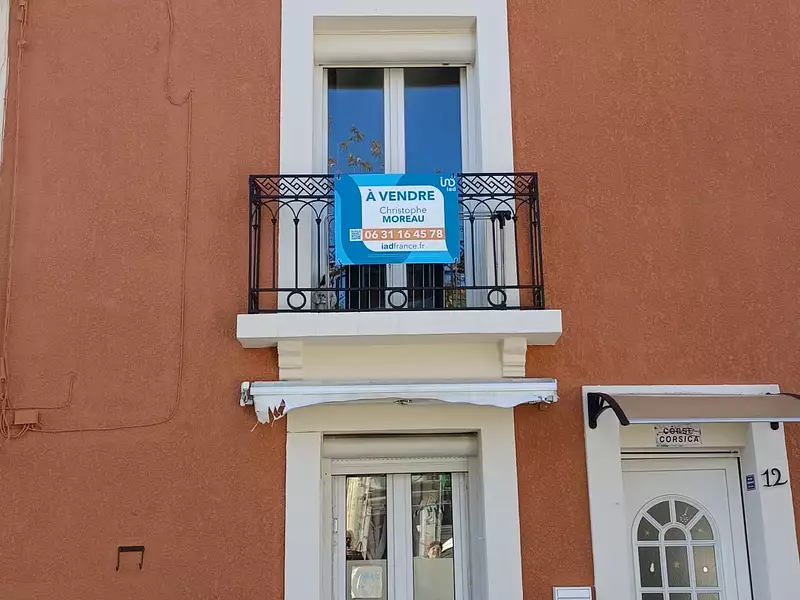 À VENDRE
iad
Christophe
MOREAU
06 31 16 45 78
iadfrance.fr
CORSICA
12